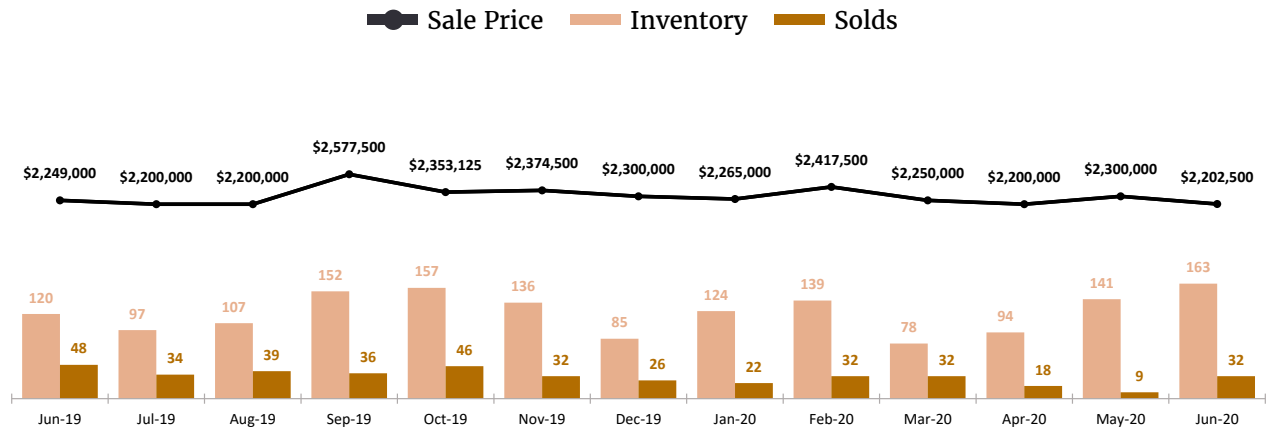 Sale Price Inventory Solds
$2,249,000 $2,200,000 $2,200,000 $2,577,500 $2,353,125 $2,374,500 $2,300,000 $2,265,000 $2,417,500 $2,250,000 $2,200,000 $2,300,000 $2,202,500
120 97 107 152 157 136 85 124 139 78 94 141 163
48 34 39 36 46 32 26 22 32 32 18 9 32
Jun-19 Jul-19 Aug-19 Sep-19 Oct-19 Nov-19 Dec-19 Jan-20 Feb-20 Mar-20 Apr-20 May-20 Jun-20